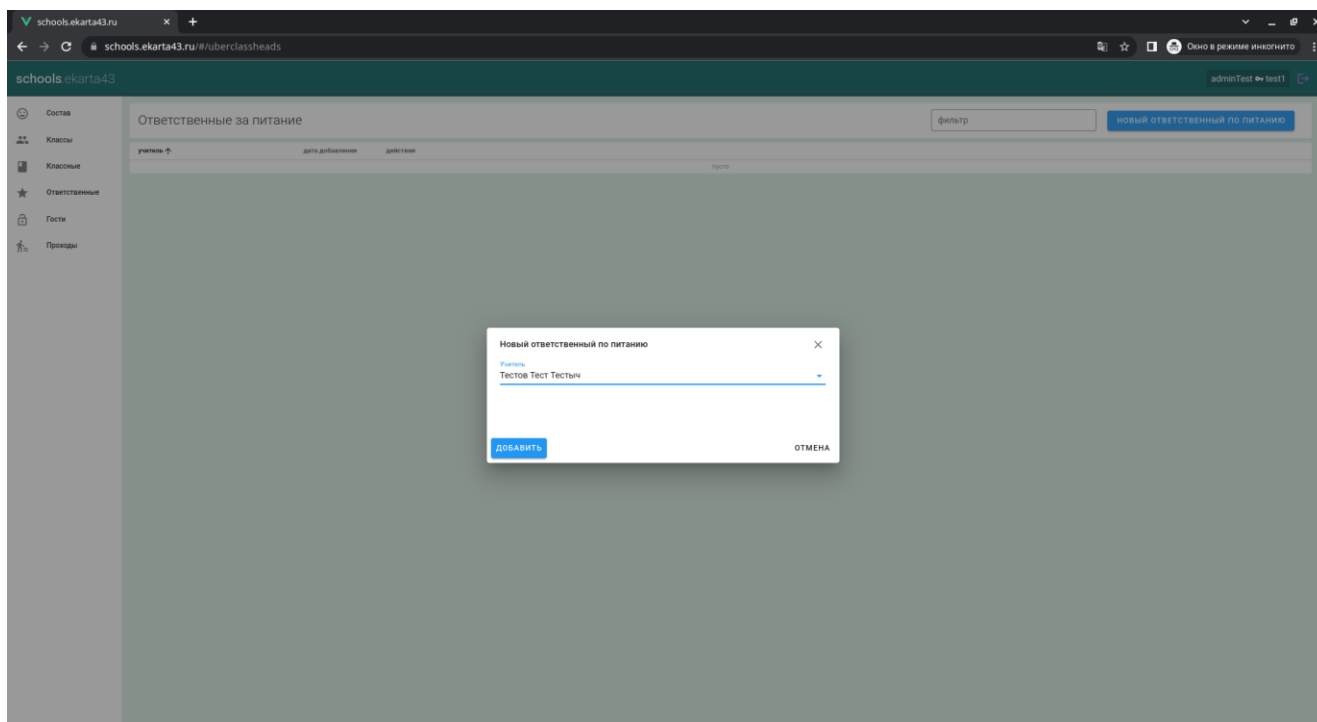 schools.ekarta43.ru
schools.ekarta43.ru/#/uberclassheads
Окно в режиме инкогнито
schools.ekarta43
adminTest test1
Состав
Классы
Классные
Ответственные
Гости
Проходы
Ответственные за питание
фильтр
НОВЫЙ ОТВЕТСТВЕННЫЙ ПО ПИТАНИЮ
учитель дата добавления действия
пусто
Новый ответственный по питанию
Учитель
Тестов Тест Тестыч
ДОБАВИТЬ
ОТМЕНА